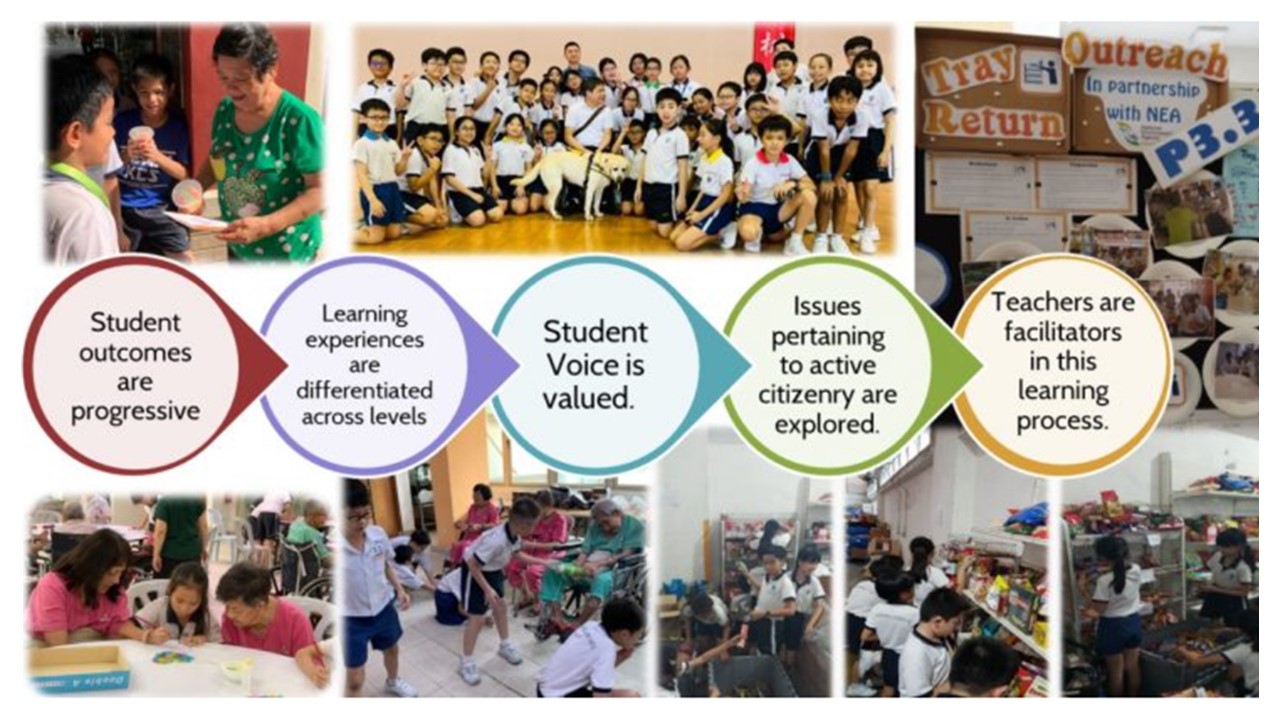 Tray
Return
Outreach
In partnership
with NEA
P3.3
Student
outcomes
are
progressive
Learning
experiences
are
differentiated
across levels
Student
Voice is
valued.
Issues
pertaining
to active
citizenry are
explored.
Teachers are
facilitators
in this
learning
process.
Double A